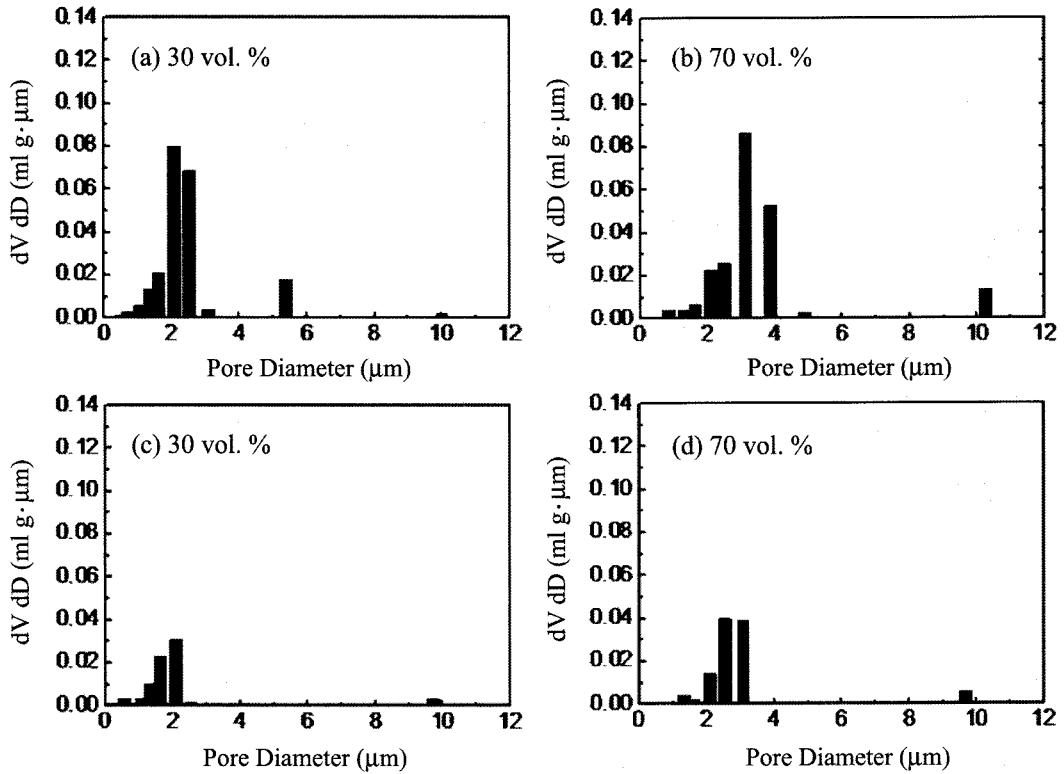 0.14
0.12
0.10
0.08
0.06
0.04
0.02
0.00
(a) 30 vol. %
dV dD (ml g·μm)
0 2 4 6 8 10 12
Pore Diameter (μm)
0.14
0.12
0.10
0.08
0.06
0.04
0.02
0.00
(b) 70 vol. %
dV dD (ml g·μm)
0 2 4 6 8 10 12
Pore Diameter (μm)
0.14
0.12
0.10
0.08
0.06
0.04
0.02
0.00
(c) 30 vol. %
dV dD (ml g·μm)
0 2 4 6 8 10 12
Pore Diameter (μm)
0.14
0.12
0.10
0.08
0.06
0.04
0.02
0.00
(d) 70 vol. %
dV dD (ml g·μm)
0 2 4 6 8 10 12
Pore Diameter (μm)